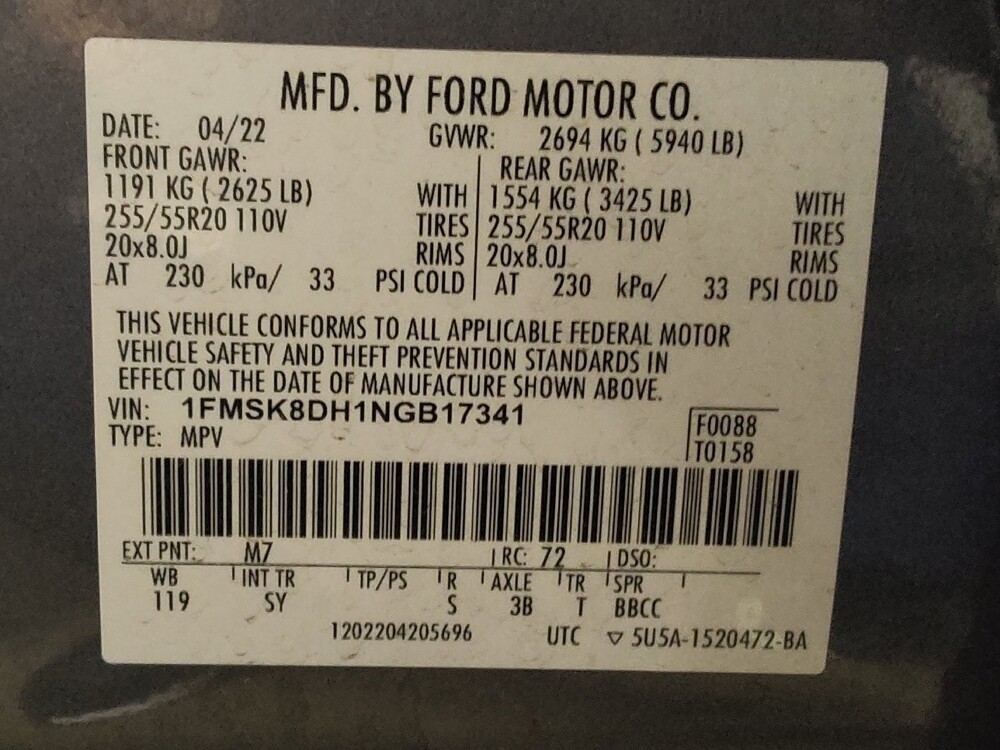 MFD. BY FORD MOTOR CO.
DATE: 04/22 GVWR: 2694 KG ( 5940 LB)
FRONT GAWR: REAR GAWR:
1191 KG ( 2625 LB) WITH 1554 KG ( 3425 LB) WITH
255/55R20 110V TIRES 255/55R20 110V TIRES
20x8.0J RIMS 20x8.0J RIMS
AT 230 kPa/ 33 PSI COLD AT 230 kPa/ 33 PSI COLD
THIS VEHICLE CONFORMS TO ALL APPLICABLE FEDERAL MOTOR
VEHICLE SAFETY AND THEFT PREVENTION STANDARDS IN
EFFECT ON THE DATE OF MANUFACTURE SHOWN ABOVE.
VIN: 1FMSK8DH1NGB17341 F0088
TYPE: MPV T0158
EXT PNT: M7 RC: 72 DSO:
WB INT TR TP/PS R AXLE TR SPR
119 SY S 3B T BBCC
1202204205696 UTC ▽ 5U5A-1520472-BA